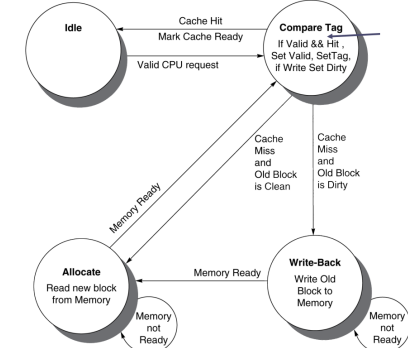 Idle
Cache Hit
Mark Cache Ready
Valid CPU request
Compare Tag
If Valid && Hit ,
Set Valid, SetTag,
if Write Set Dirty
Cache
Miss
and
Old Block
is Clean
Cache
Miss
and
Old Block
is Dirty
Memory Ready
Allocate
Read new block
from Memory
Memory
not
Ready
Memory Ready
Write-Back
Write Old
Block to
Memory
Memory
not
Ready